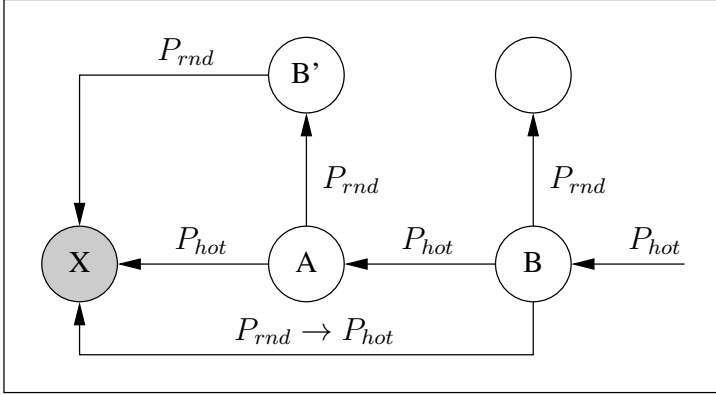 P_rnd
B’
P_rnd
P_rnd
P_hot
P_hot
P_hot
X
A
B
P_rnd → P_hot